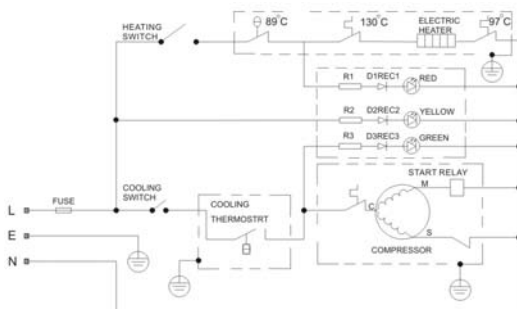 89°C
130°C
ELECTRIC
HEATER
97°C
HEATING
SWITCH
R1
D1REC1
RED
R2
D2REC2
YELLOW
R3
D3REC3
GREEN
START RELAY
M
C
S
COMPRESSOR
COOLING
SWITCH
COOLING
THERMOSTRT
L
FUSE
E
N